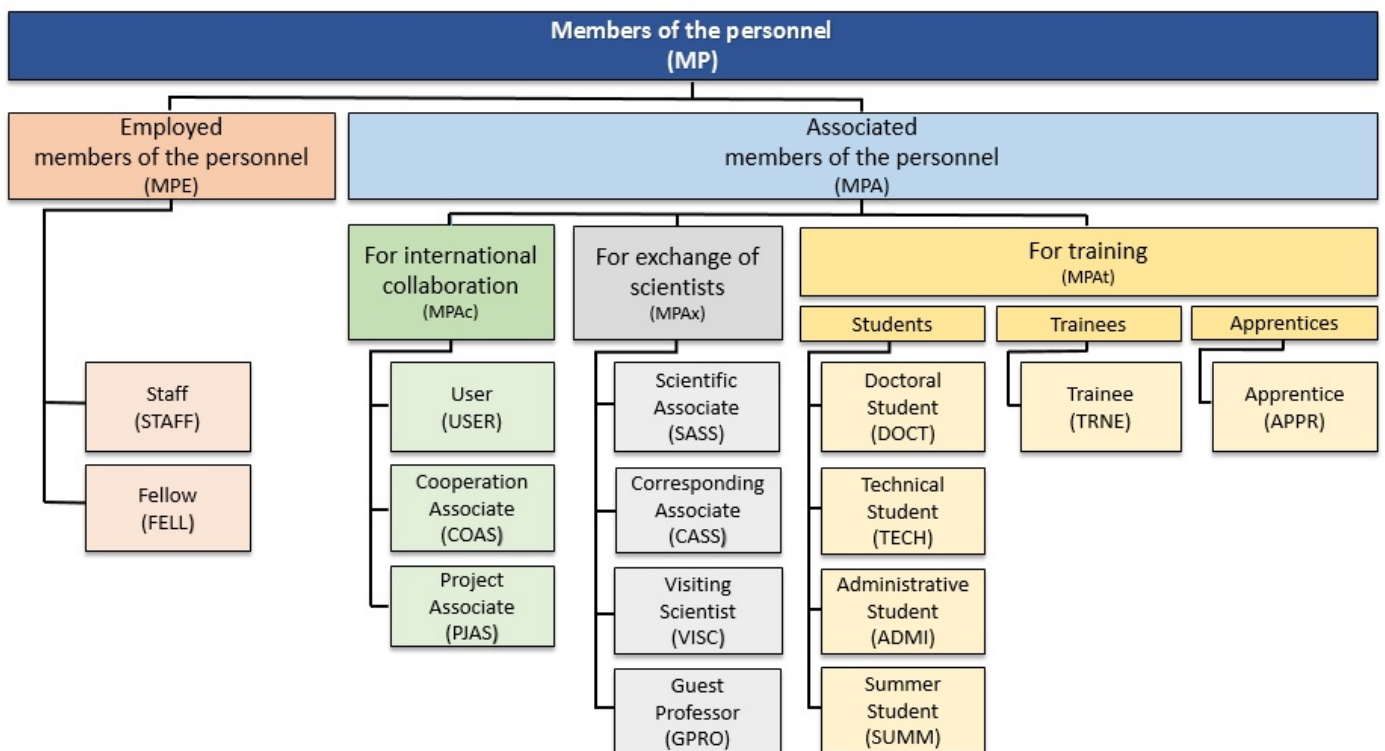 Members of the personnel
(MP)
Employed
members of the personnel
(MPE)
Associated
members of the personnel
(MPA)
For international
collaboration
(MPAc)
For exchange of
scientists
(MPAx)
For training
(MPAt)
Students
Trainees
Apprentices
Staff
(STAFF)
Fellow
(FELL)
User
(USER)
Cooperation
Associate
(COAS)
Project
Associate
(PJAS)
Scientific
Associate
(SASS)
Corresponding
Associate
(CASS)
Visiting
Scientist
(VISC)
Guest
Professor
(GPRO)
Doctoral
Student
(DOCT)
Technical
Student
(TECH)
Administrative
Student
(ADMI)
Summer
Student
(SUMM)
Trainee
(TRNE)
Apprentice
(APPR)